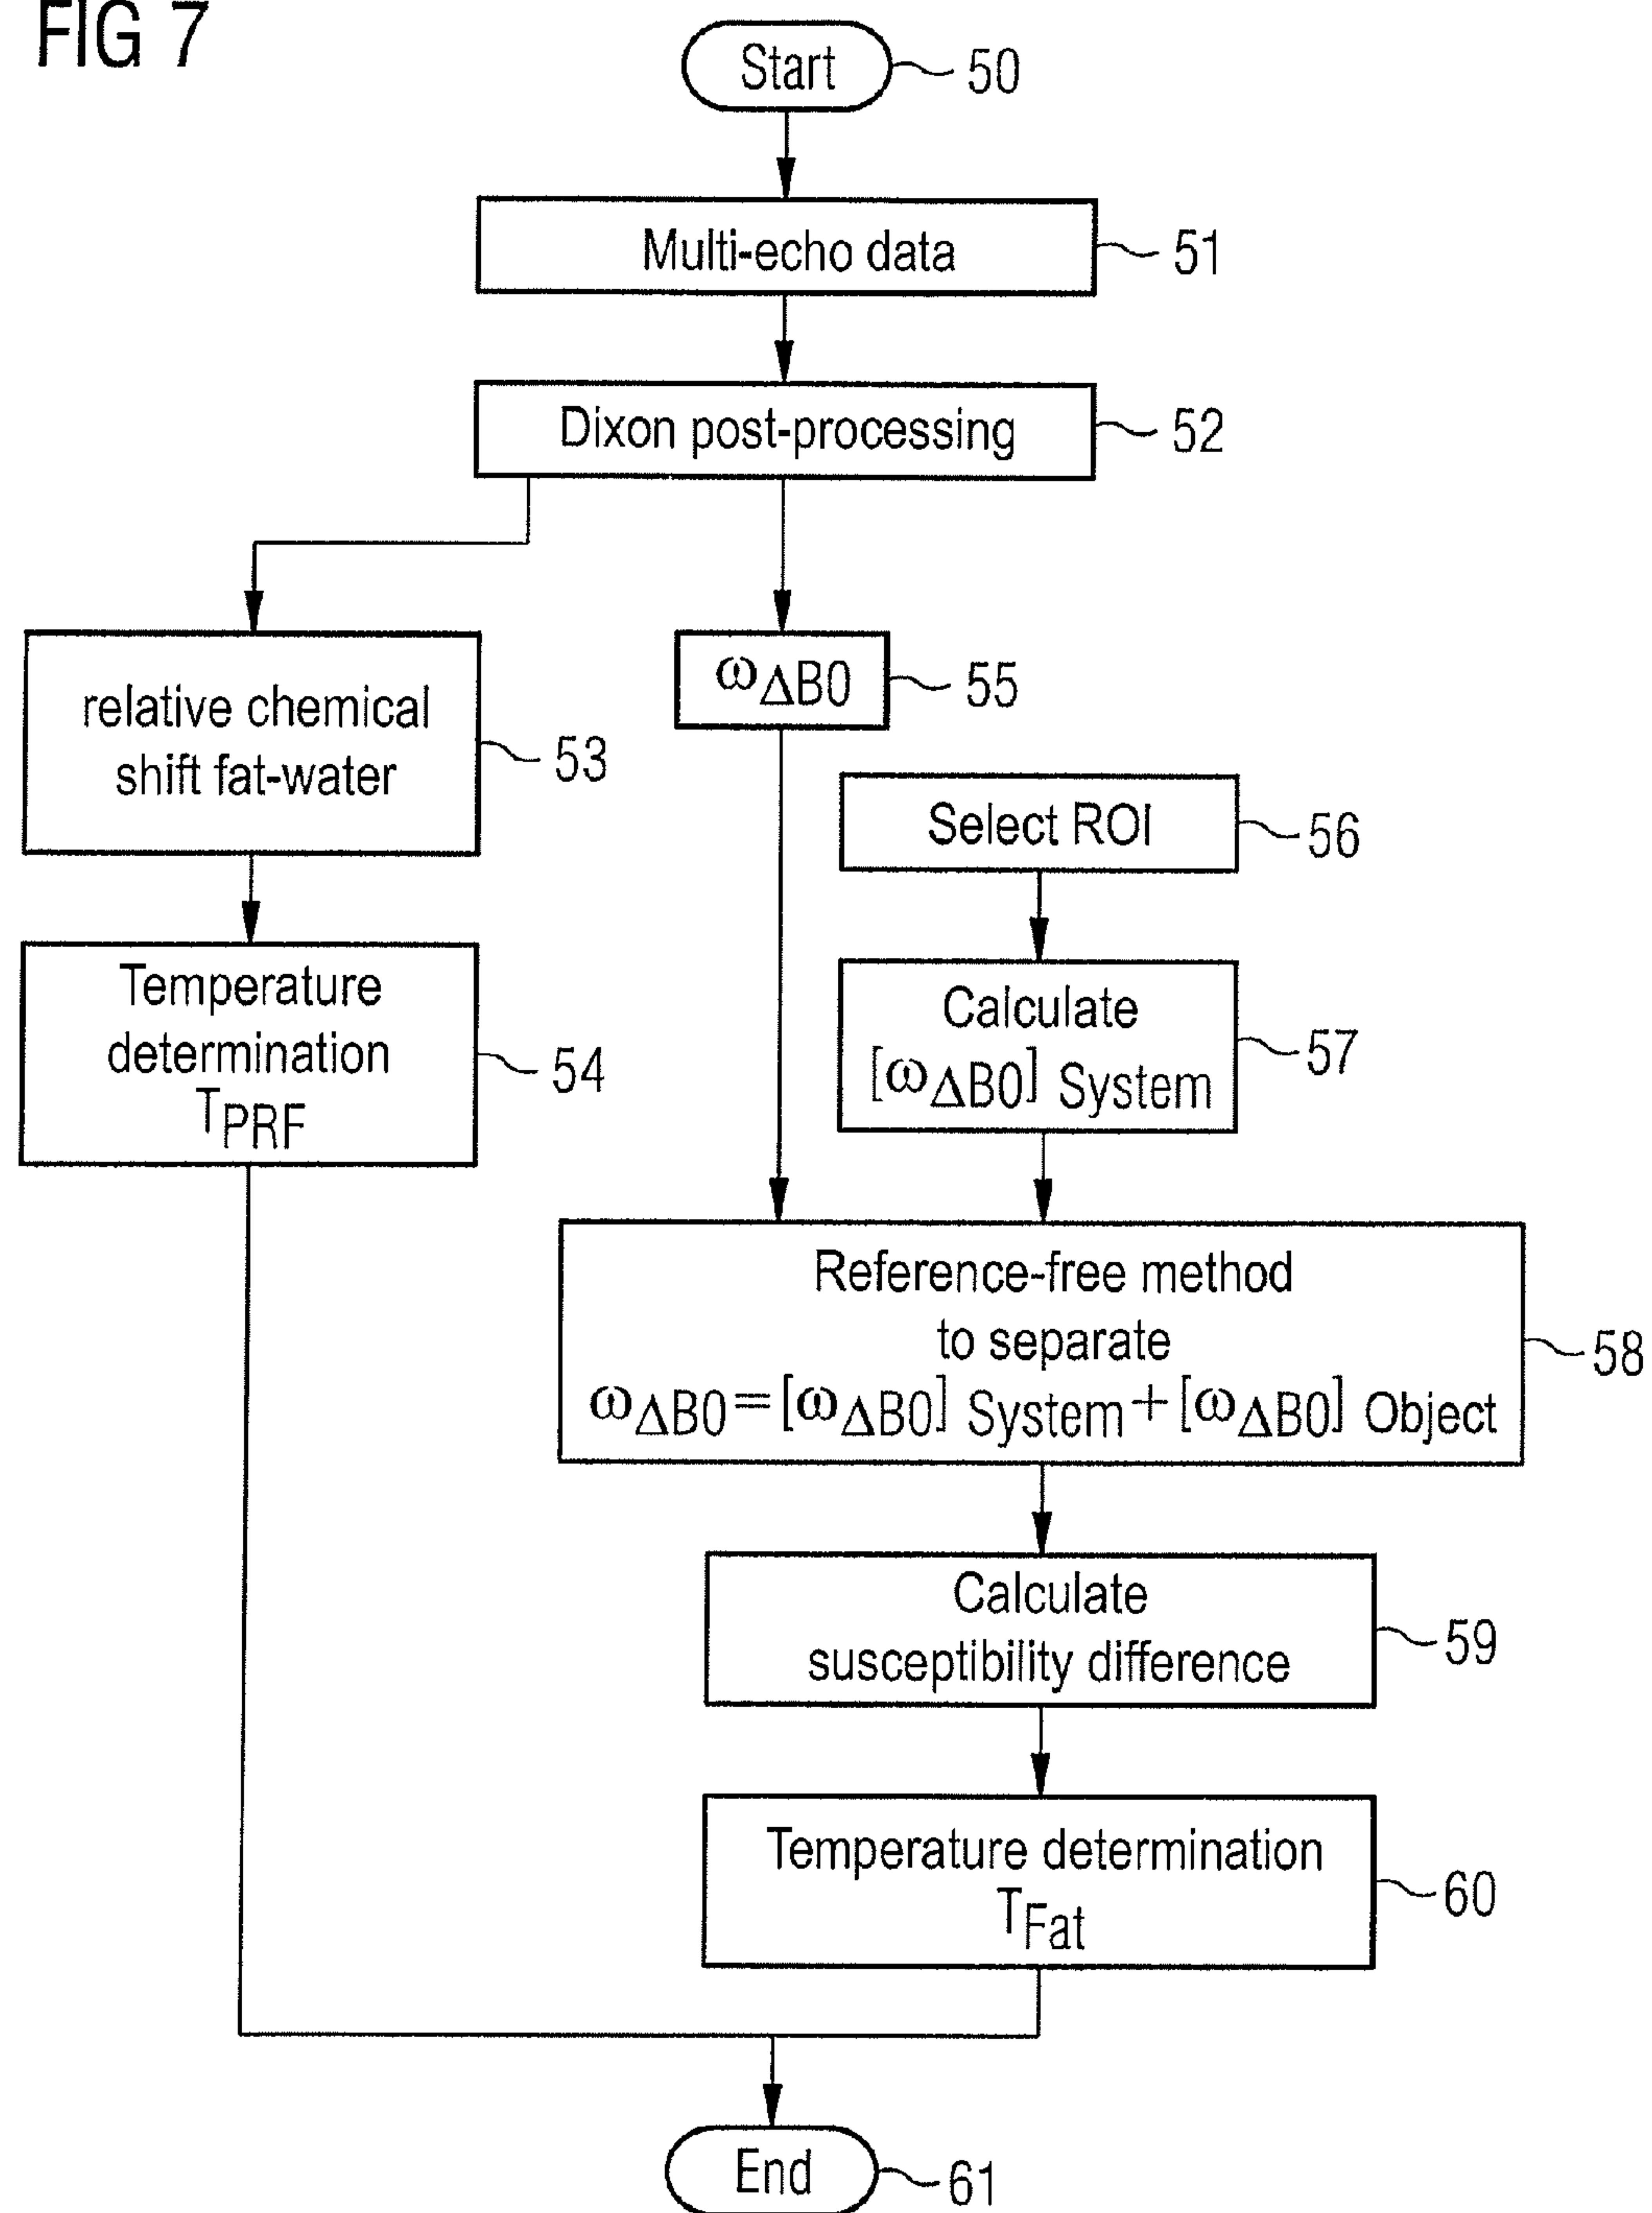 FIG 7
Start
50
Multi-echo data
51
Dixon post-processing
52
relative chemical
shift fat-water
53
Temperature
determination
TPRF
54
ωΔB0
55
Select ROI
56
Calculate
[ωΔB0] System
57
Reference-free method
to separate
ωΔB0=[ωΔB0] System+[ωΔB0] Object
58
Calculate
susceptibility difference
59
Temperature determination
TFat
60
End
61